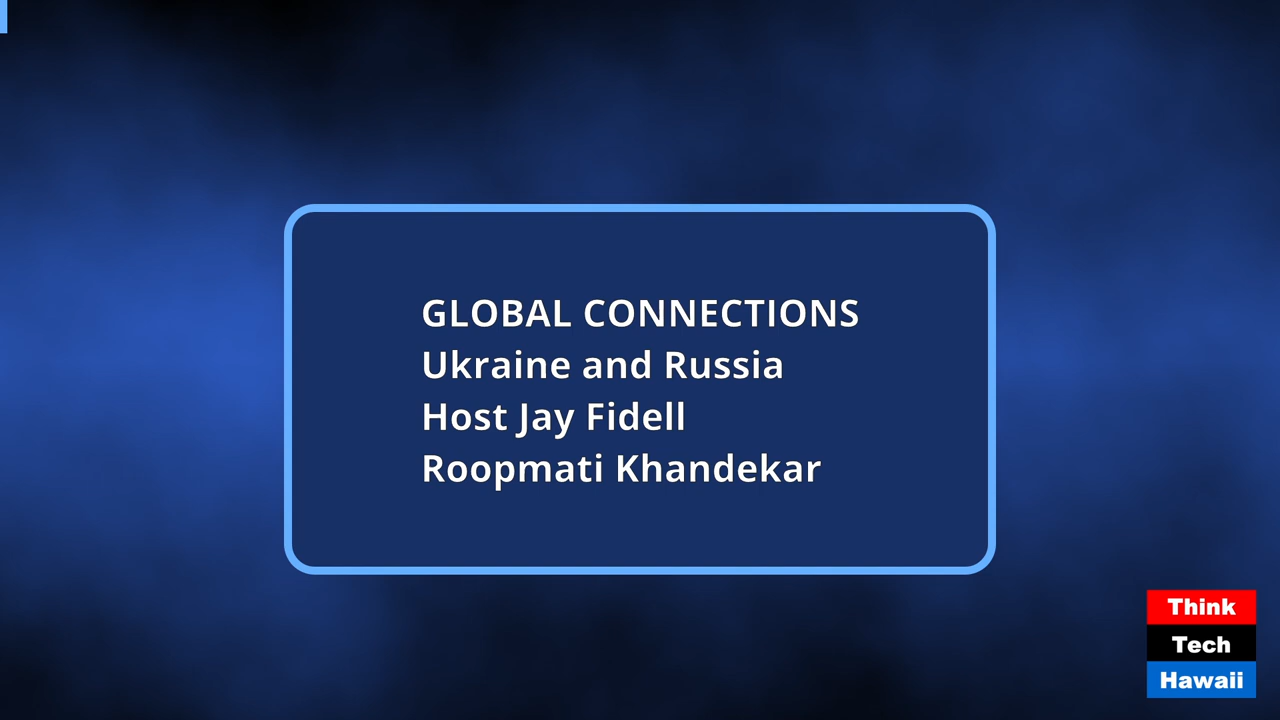 GLOBAL CONNECTIONS
Ukraine and Russia
Host Jay Fidell
Roopmati Khandekar
Think
Tech
Hawaii